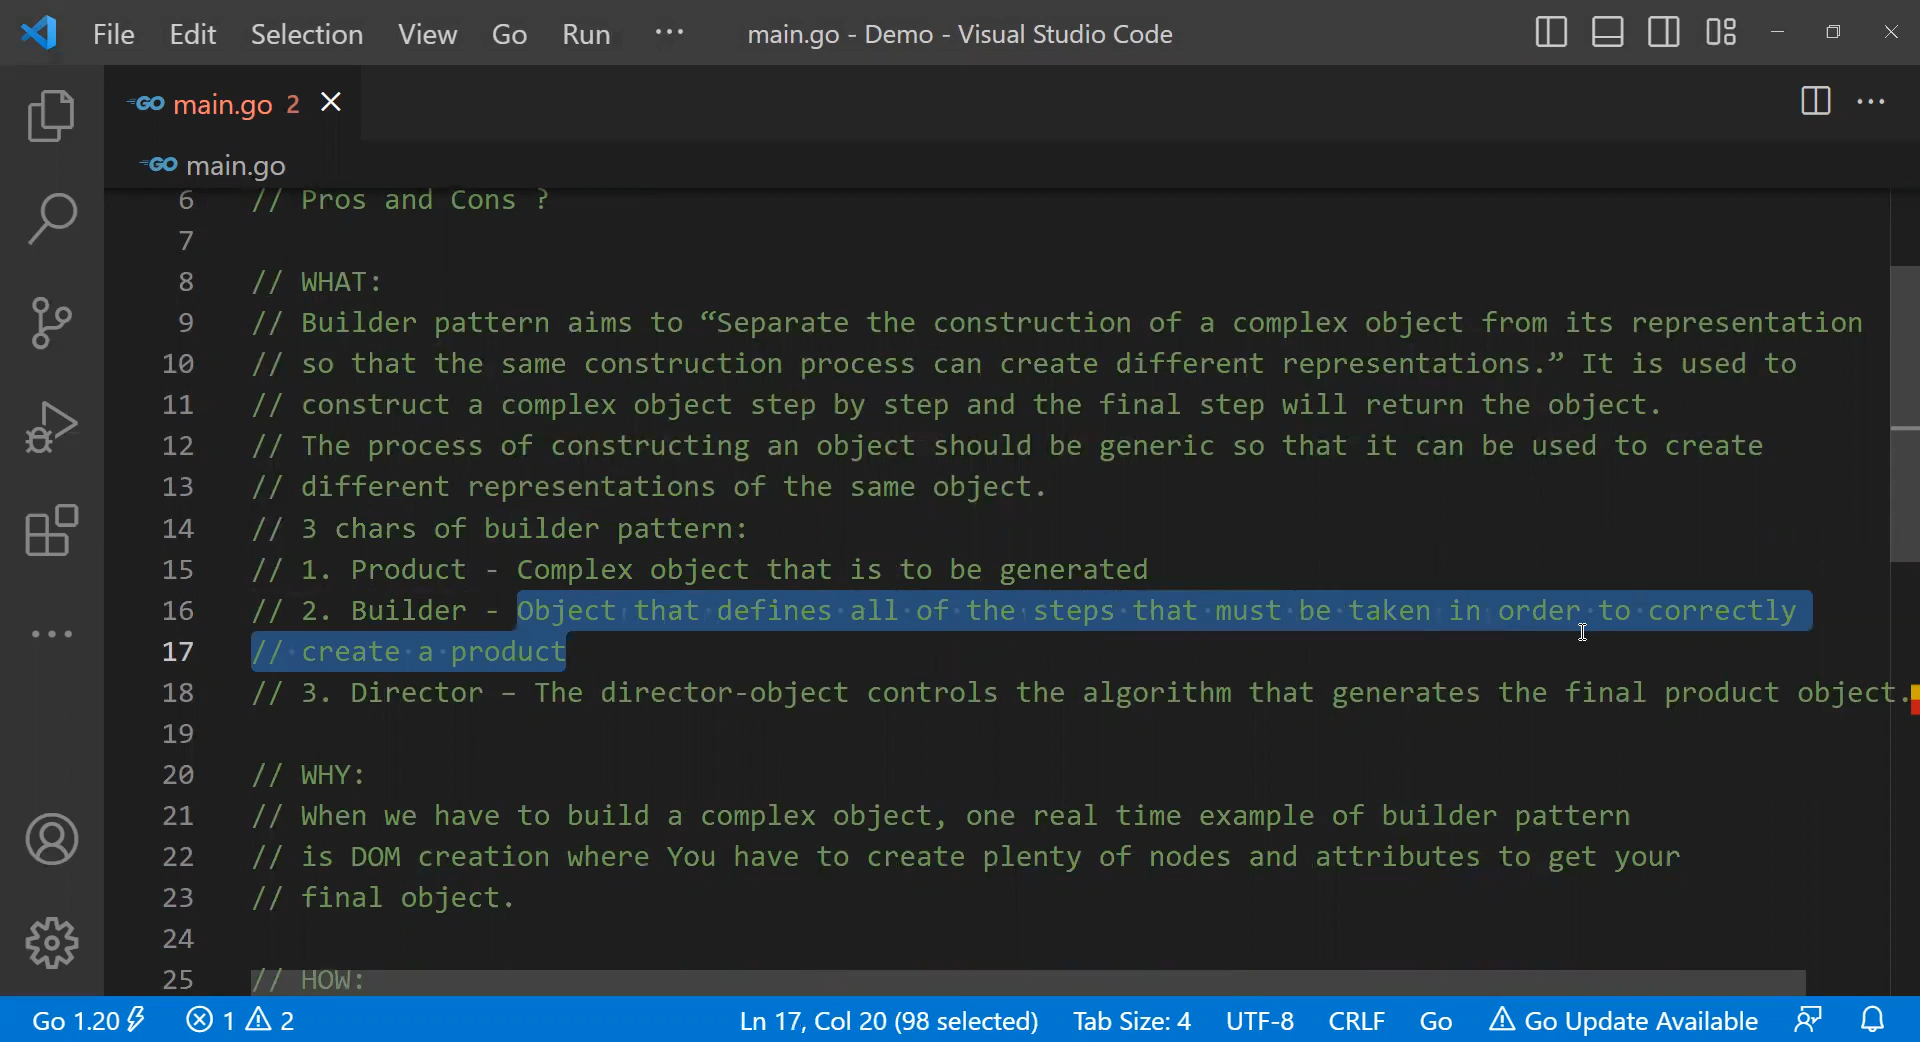 File Edit Selection View Go Run ... main.go - Demo - Visual Studio Code
GO main.go 2
GO main.go
6 // Pros and Cons ?
7
8 // WHAT:
9 // Builder pattern aims to “Separate the construction of a complex object from its representation
10 // so that the same construction process can create different representations.” It is used to
11 // construct a complex object step by step and the final step will return the object.
12 // The process of constructing an object should be generic so that it can be used to create
13 // different representations of the same object.
14 // 3 chars of builder pattern:
15 // 1. Product - Complex object that is to be generated
16 // 2. Builder - Object that defines all of the steps that must be taken in order to correctly
17 // create a product
18 // 3. Director – The director-object controls the algorithm that generates the final product object.
19
20 // WHY:
21 // When we have to build a complex object, one real time example of builder pattern
22 // is DOM creation where You have to create plenty of nodes and attributes to get your
23 // final object.
24
25 // HOW:
Go 1.20 1 2 Ln 17, Col 20 (98 selected) Tab Size: 4 UTF-8 CRLF Go Go Update Available